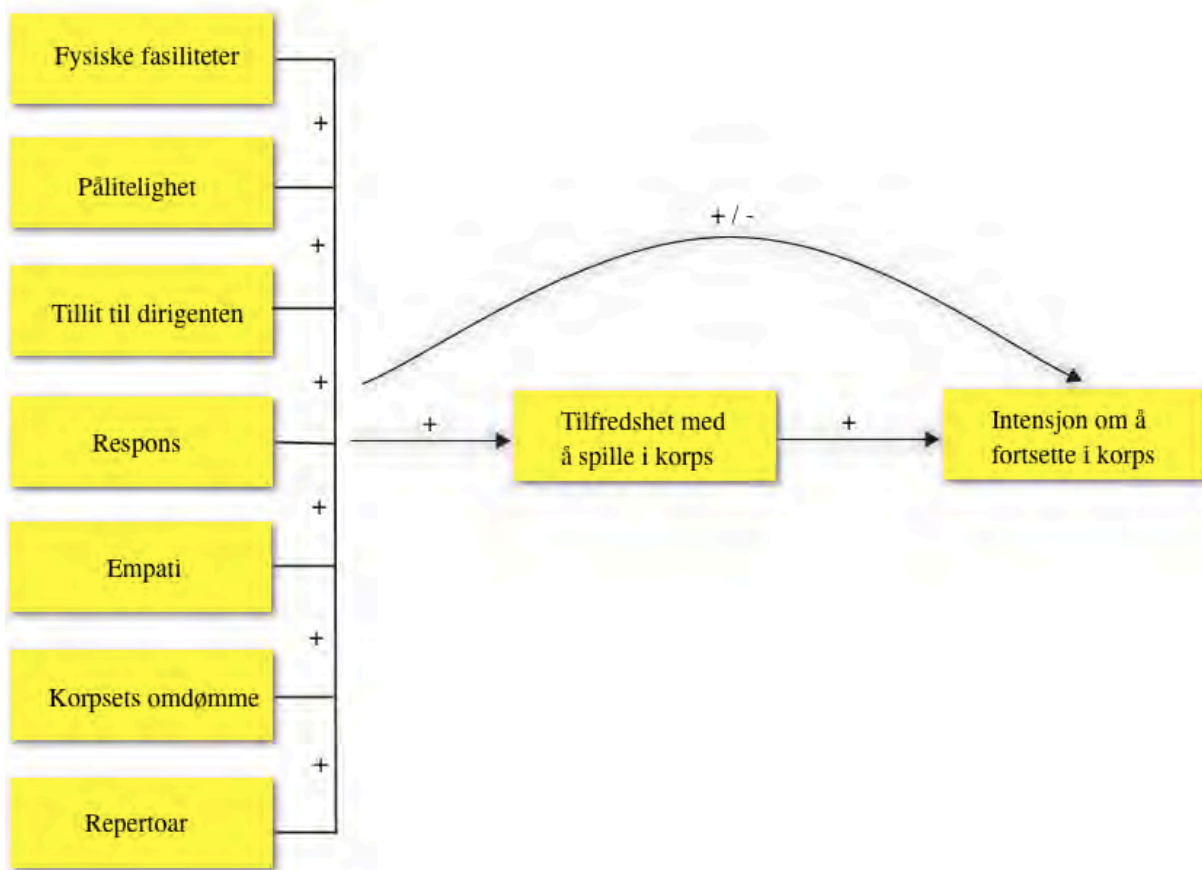 Fysiske fasiliteter
+
Pålitelighet
+
Tillit til dirigenten
+
Respons
+
Empati
+
Korpsets omdømme
+
Repertoar
+
Tilfredshet med
å spille i korps
+
+ / -
Intensjon om å
fortsette i korps